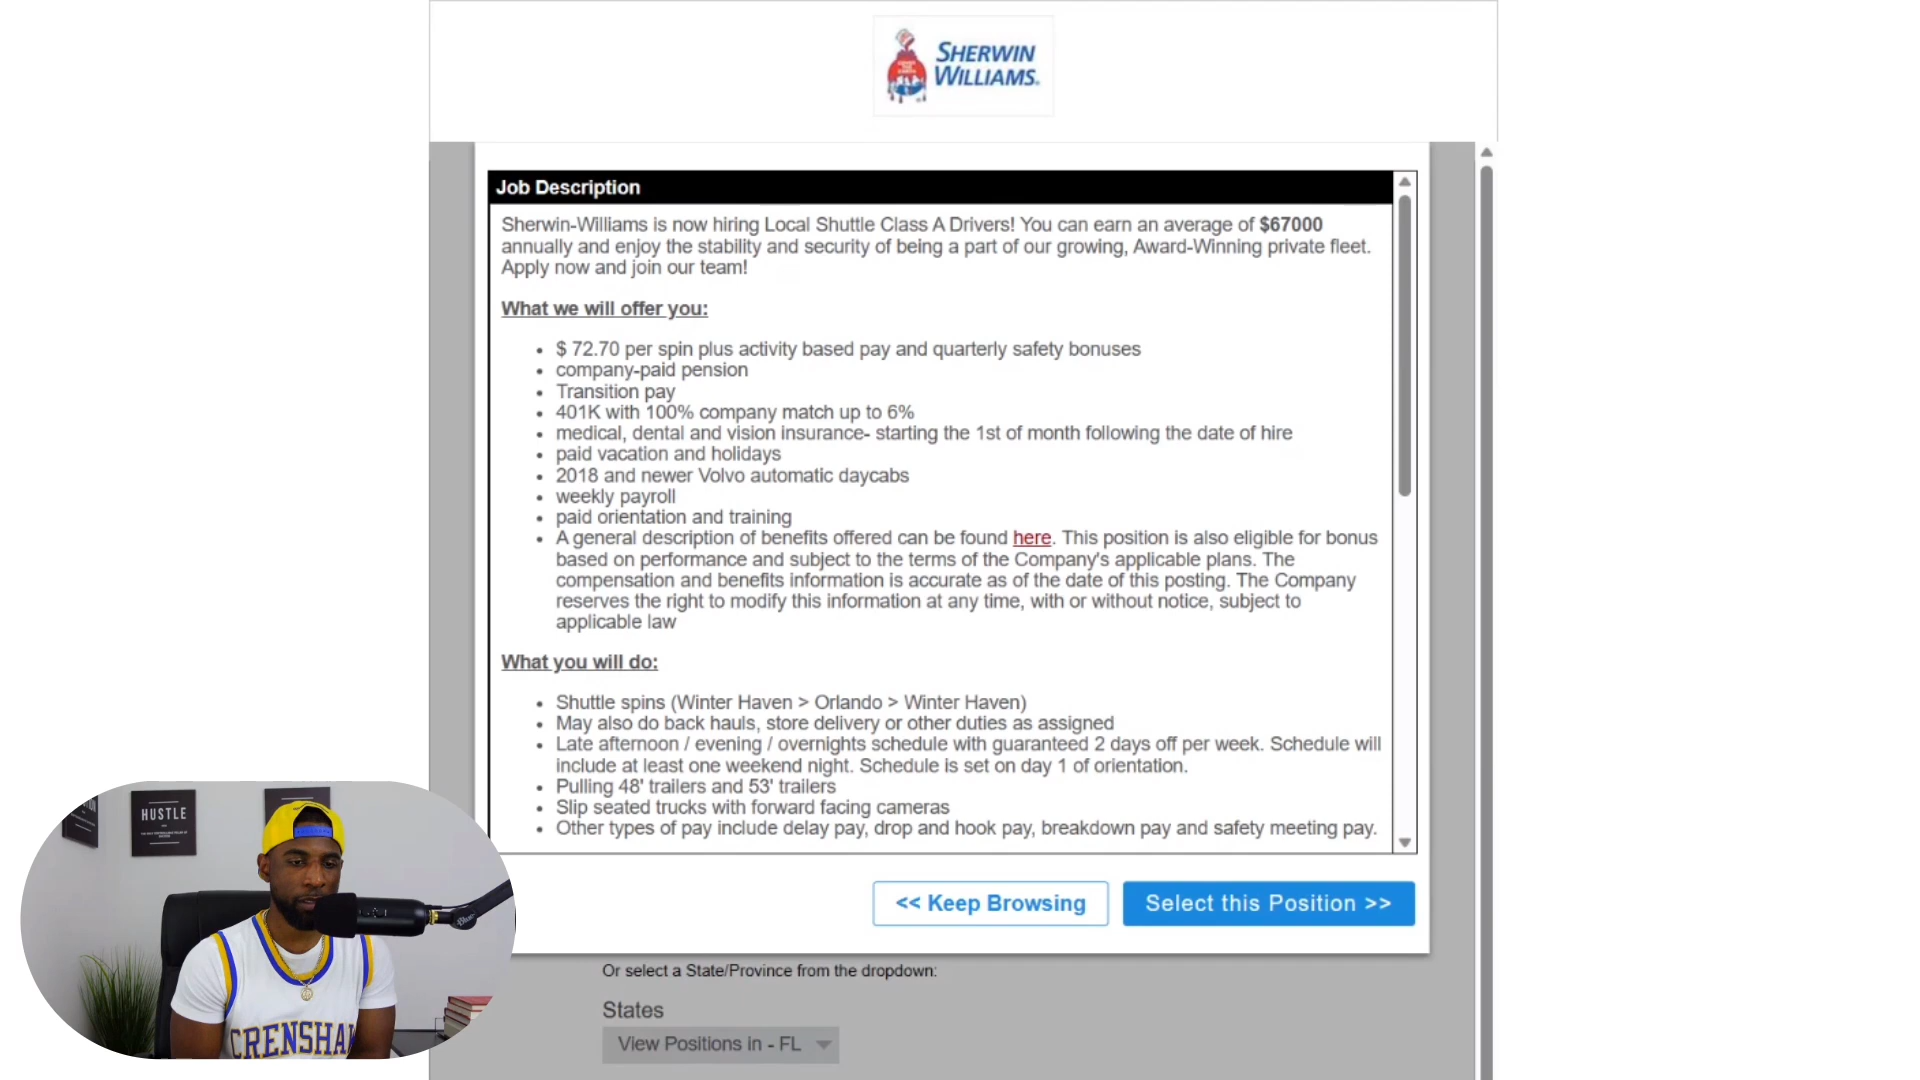 SHERWIN
WILLIAMS.
Job Description
Sherwin-Williams is now hiring Local Shuttle Class A Drivers! You can earn an average of $67000
annually and enjoy the stability and security of being a part of our growing, Award-Winning private fleet.
Apply now and join our team!
What we will offer you:
• $ 72.70 per spin plus activity based pay and quarterly safety bonuses
• company-paid pension
• Transition pay
• 401K with 100% company match up to 6%
• medical, dental and vision insurance- starting the 1st of month following the date of hire
• paid vacation and holidays
• 2018 and newer Volvo automatic daycabs
• weekly payroll
• paid orientation and training
• A general description of benefits offered can be found here. This position is also eligible for bonus
based on performance and subject to the terms of the Company's applicable plans. The
compensation and benefits information is accurate as of the date of this posting. The Company
reserves the right to modify this information at any time, with or without notice, subject to
applicable law
What you will do:
• Shuttle spins (Winter Haven > Orlando > Winter Haven)
• May also do back hauls, store delivery or other duties as assigned
• Late afternoon / evening / overnights schedule with guaranteed 2 days off per week. Schedule will
include at least one weekend night. Schedule is set on day 1 of orientation.
• Pulling 48' trailers and 53' trailers
• Slip seated trucks with forward facing cameras
• Other types of pay include delay pay, drop and hook pay, breakdown pay and safety meeting pay.
<< Keep Browsing
Select this Position >>
Or select a State/Province from the dropdown:
States
View Positions in - FL
HUSTLE
CRENSHAW